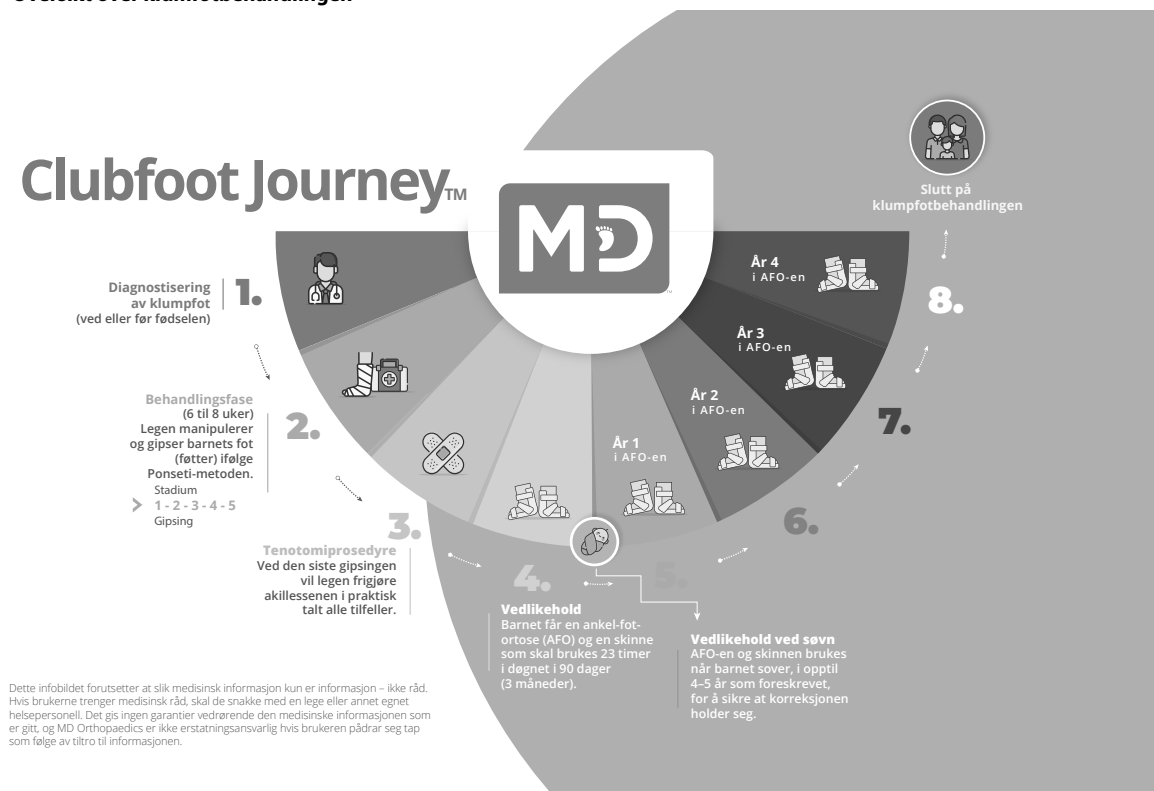 Oversikt over klumpfotbehandlingen
Clubfoot Journey™
MD
Diagnostisering
av klumpfot
(ved eller før fødselen)
1.
Behandlingsfase
(6 til 8 uker)
Legen manipulerer
og gipser barnets fot
(føtter) ifølge
Ponseti-metoden.
Stadium
> 1 - 2 - 3 - 4 - 5
Gipsing
2.
3.
Tenotomiprosedyre
Ved den siste gipsingen
vil legen frigjøre
akillessenen i praktisk
talt alle tilfeller.
4.
Vedlikehold
Barnet får en ankel-fot-
ortose (AFO) og en skinne
som skal brukes 23 timer
i døgnet i 90 dager
(3 måneder).
5.
Vedlikehold ved søvn
AFO-en og skinnen brukes
når barnet sover, i opptil
4–5 år som foreskrevet,
for å sikre at korreksjonen
holder seg.
År 1
i AFO-en
6.
År 2
i AFO-en
7.
År 3
i AFO-en
8.
År 4
i AFO-en
Slutt på
klumpfotbehandlingen
Dette infobildet forutsetter at slik medisinsk informasjon kun er informasjon – ikke råd.
Hvis brukerne trenger medisinsk råd, skal de snakke med en lege eller annet egnet
helsepersonell. Det gis ingen garantier vedrørende den medisinske informasjonen som
er gitt, og MD Orthopaedics er ikke erstatningsansvarlig hvis brukeren pådrar seg tap
som følge av tiltro til informasjonen.